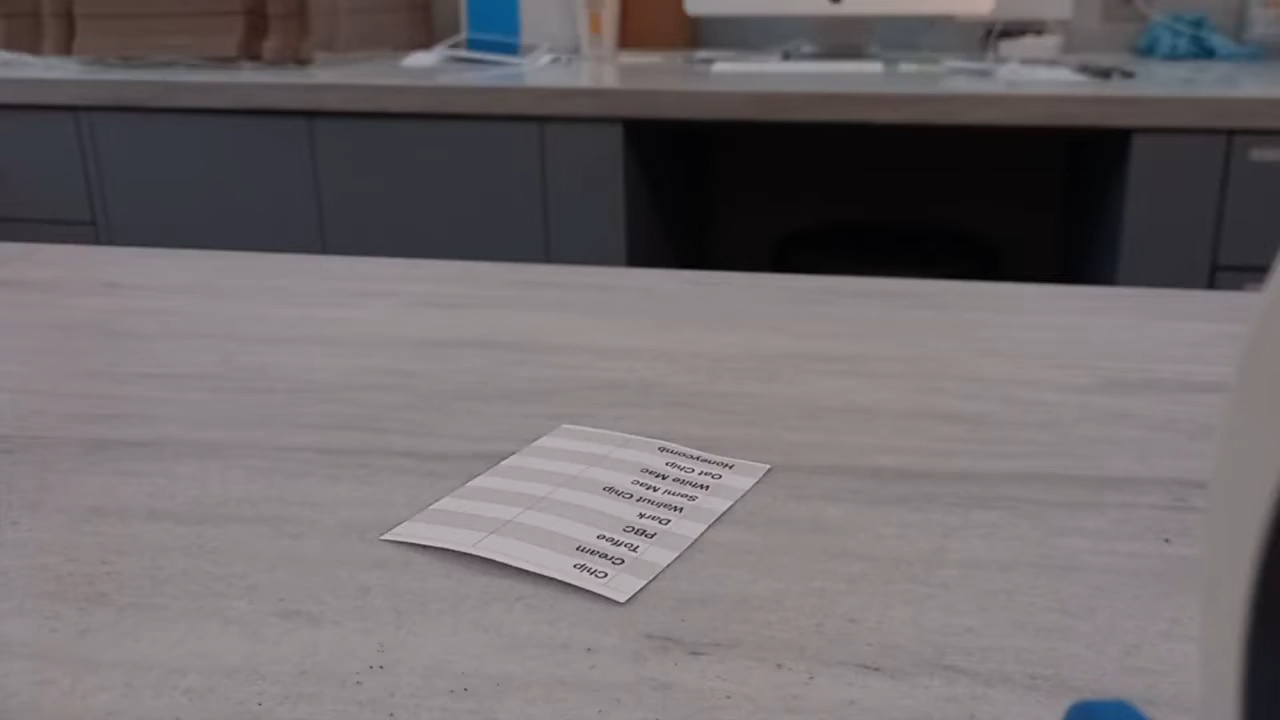 Chip
Cream
Toffee
PBC
Dark
Walnut Chip
Semi Mac
White Mac
Oat Chip
Honeycomb